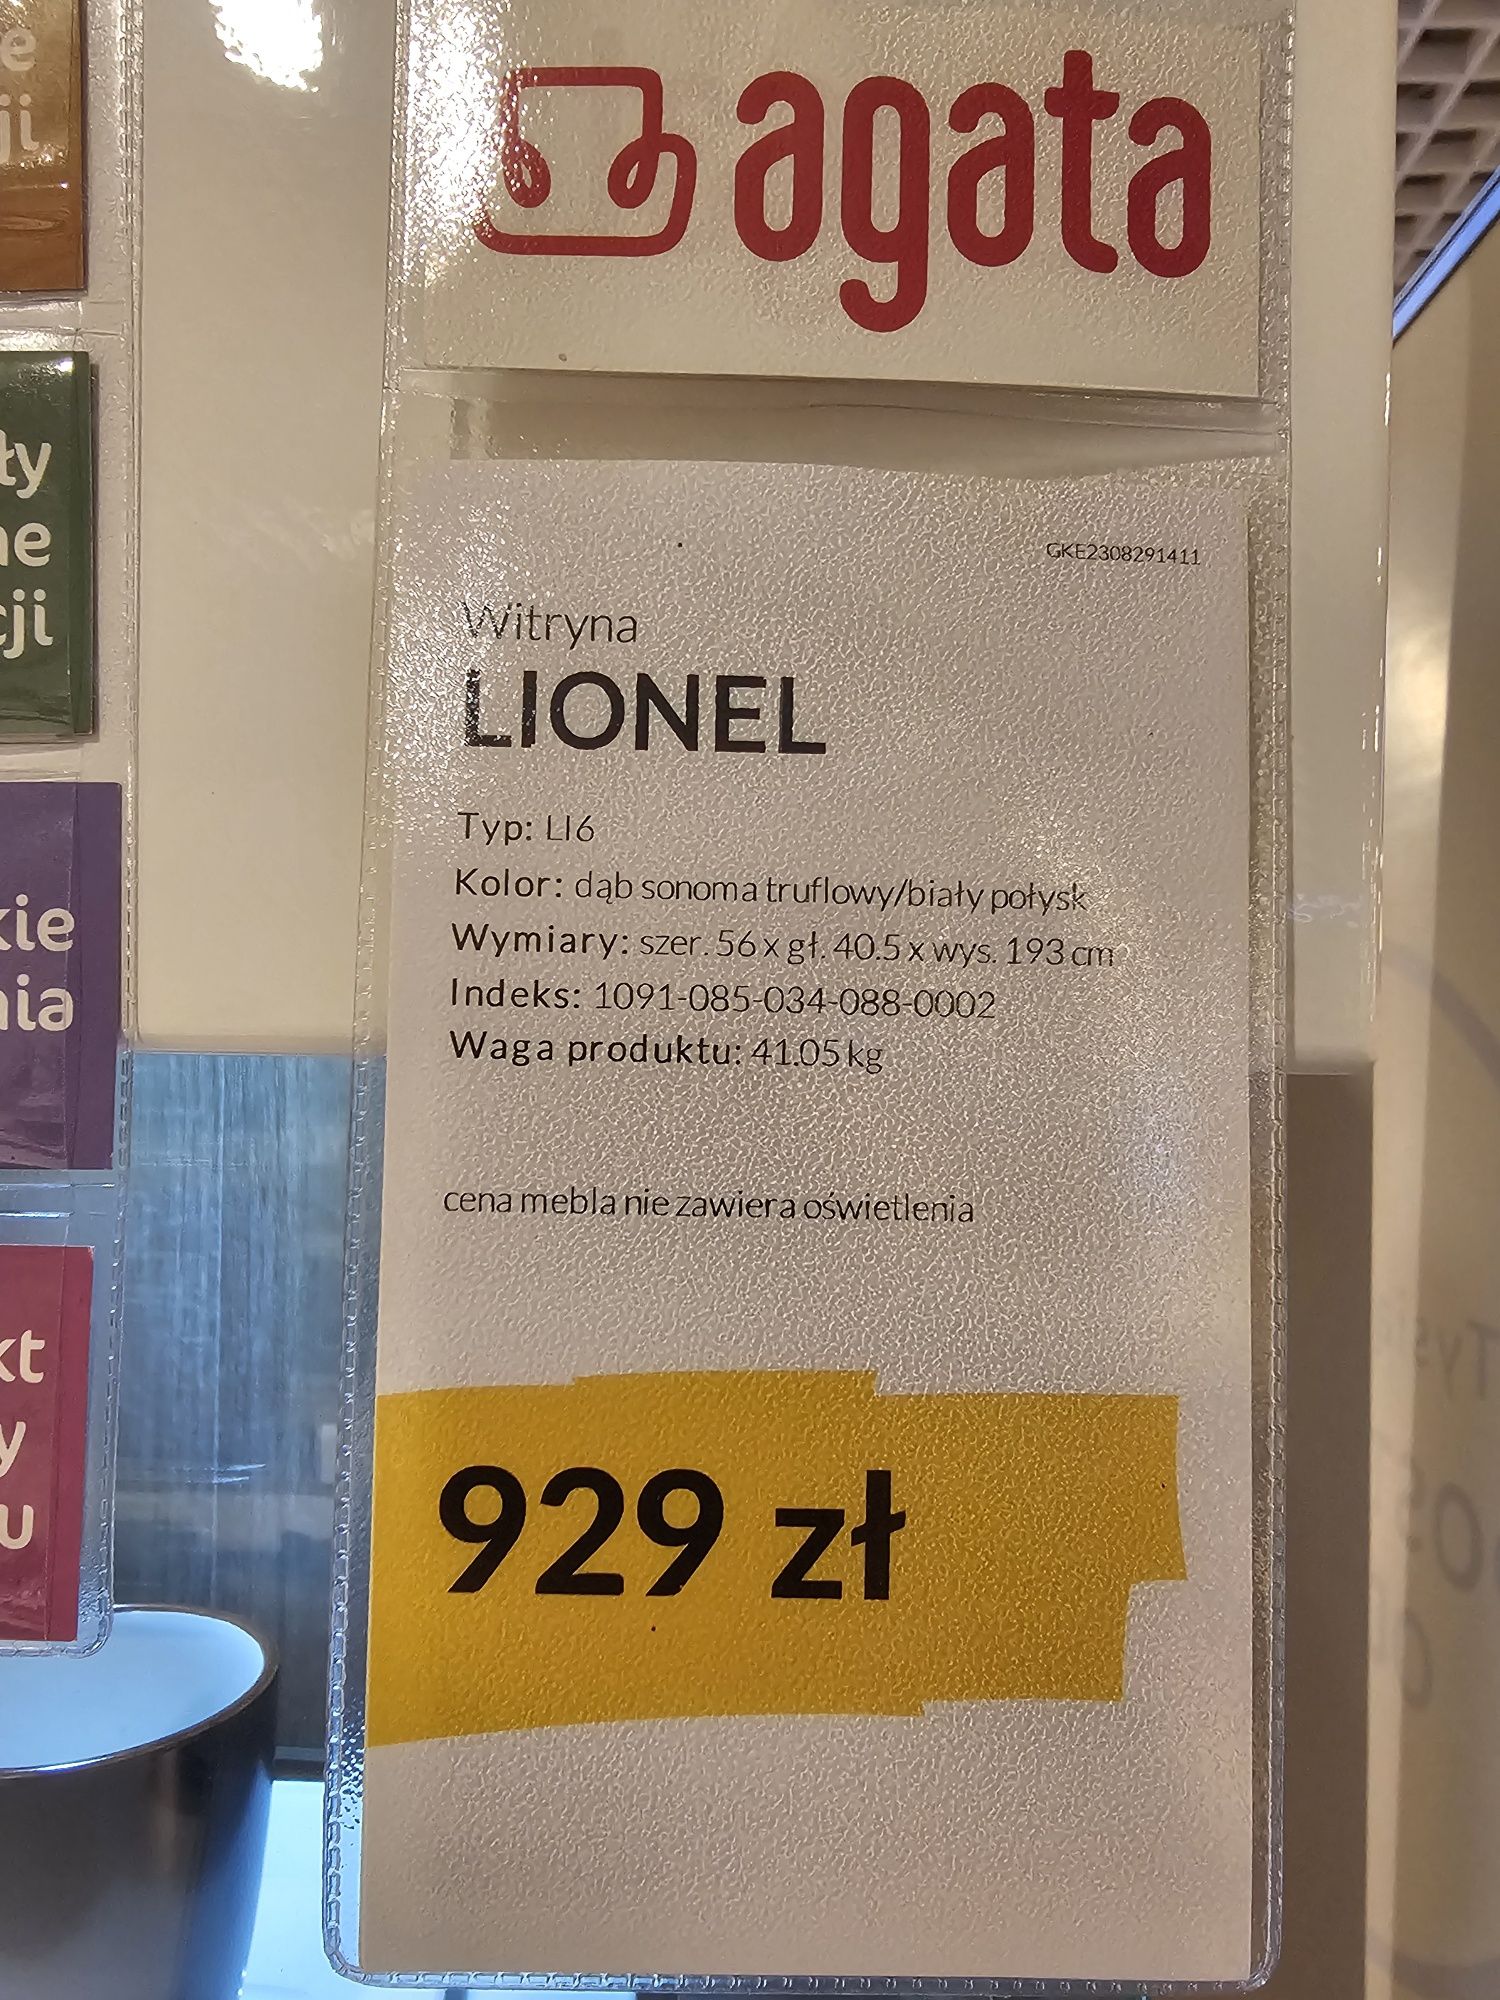 agata
GKE2308291411
Witryna
LIONEL
Typ: LI6
Kolor: dąb sonoma truflowy/biały połysk
Wymiary: szer. 56 x gł. 40.5 x wys. 193 cm
Indeks: 1091-085-034-088-0002
Waga produktu: 41.05 kg
cena mebla nie zawiera oświetlenia
929 zł